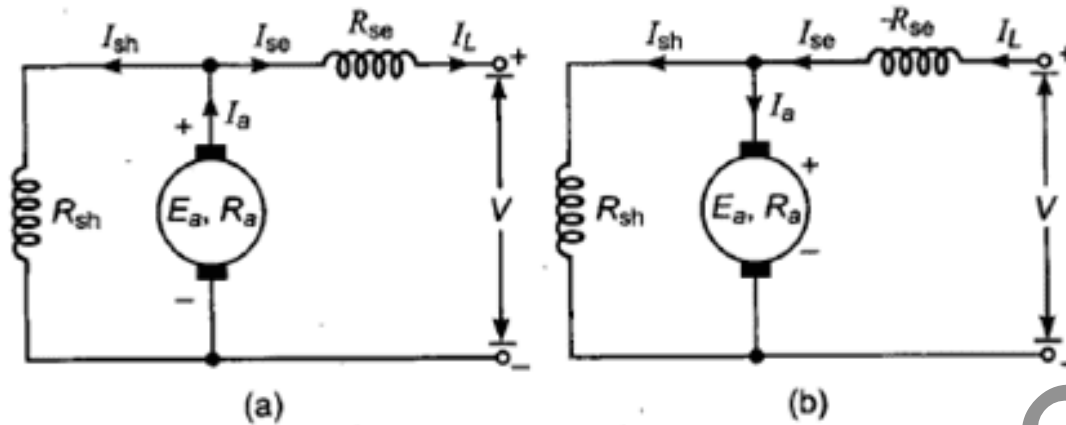 I_sh I_se R_se I_L +
+ I_a
R_sh E_a, R_a V
−
−
(a)
I_sh I_se -R_se I_L +
I_a
+
R_sh E_a, R_a V
−
−
(b)